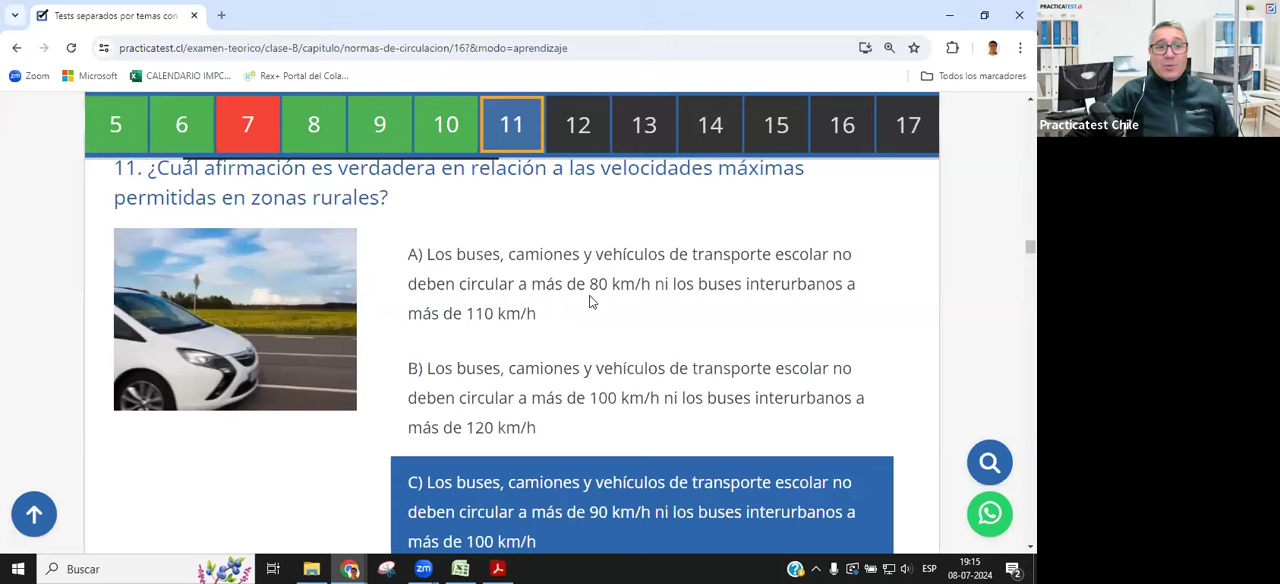 Tests separados por temas con
practicatest.cl/examen-teorico/clase-B/capitulo/normas-de-circulacion/16?&modo=aprendizaje
Zoom
Microsoft
CALENDARIO IMPC...
Rex+ Portal del Cola...
Todos los marcadores
5 6 7 8 9 10 11 12 13 14 15 16 17
11. ¿Cuál afirmación es verdadera en relación a las velocidades máximas
permitidas en zonas rurales?
A) Los buses, camiones y vehículos de transporte escolar no
deben circular a más de 80 km/h ni los buses interurbanos a
más de 110 km/h
B) Los buses, camiones y vehículos de transporte escolar no
deben circular a más de 100 km/h ni los buses interurbanos a
más de 120 km/h
C) Los buses, camiones y vehículos de transporte escolar no
deben circular a más de 90 km/h ni los buses interurbanos a
más de 100 km/h
PRACTICATEST.cl
Practicatest Chile
zm
Buscar
zm
ESP
19:15
08-07-2024
2